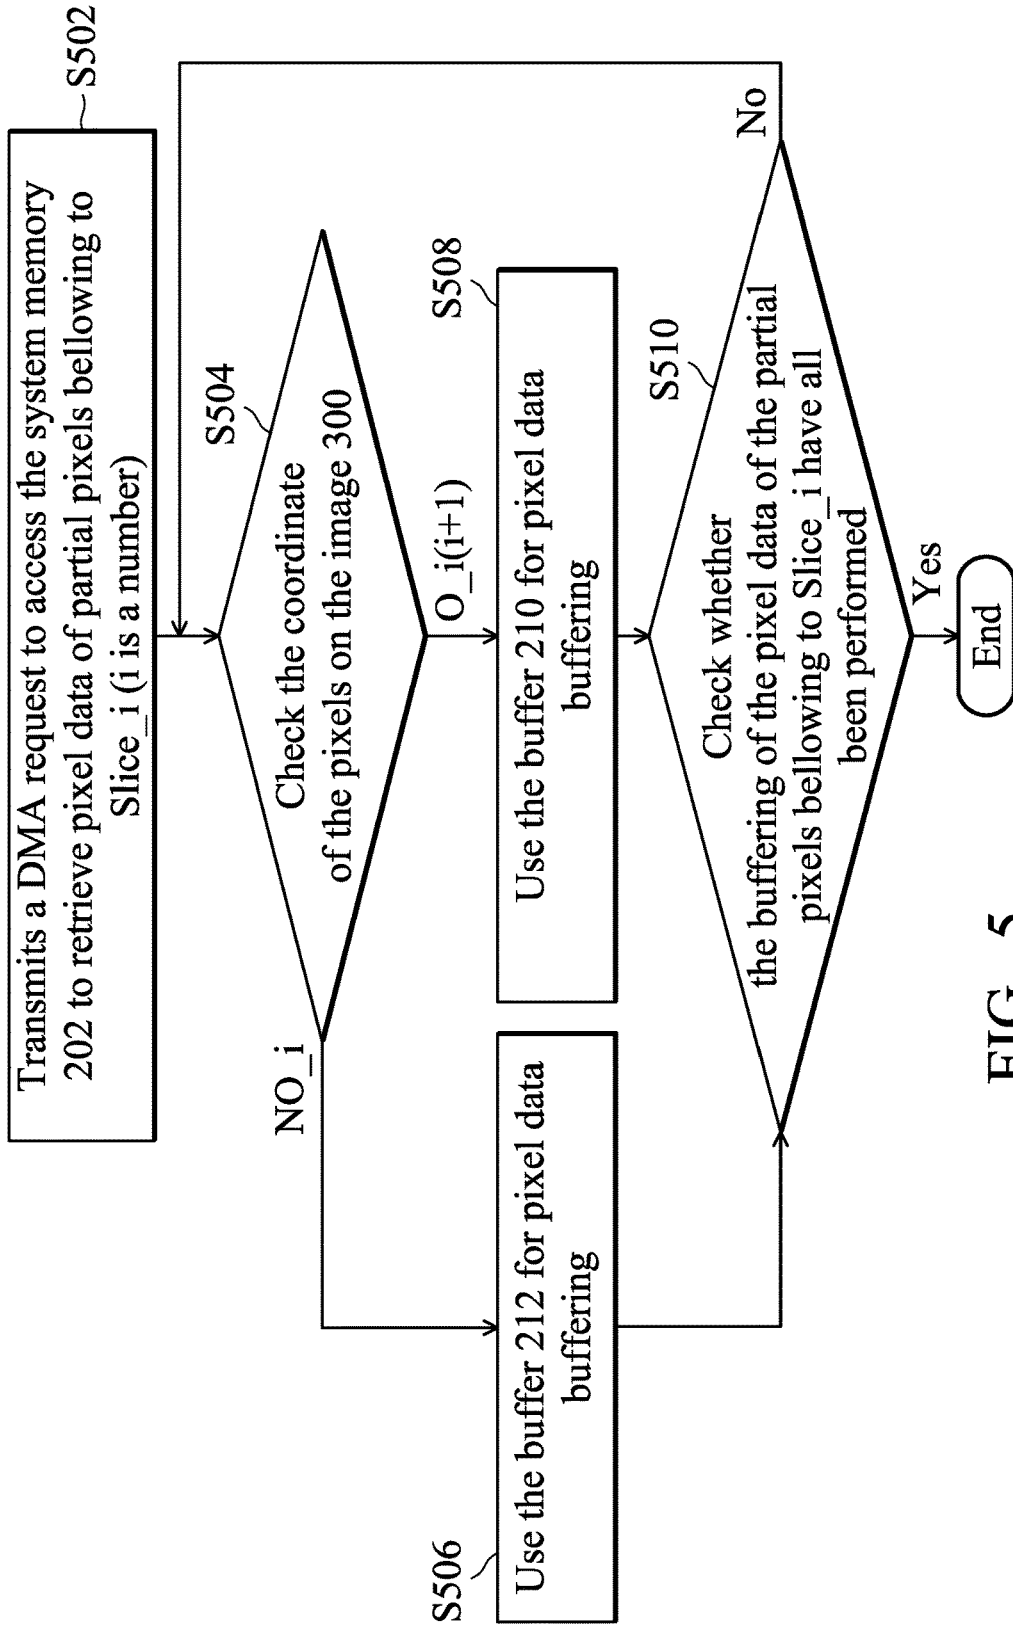 Transmits a DMA request to access the system memory
202 to retrieve pixel data of partial pixels bellowing to
Slice_i (i is a number)
S502
Check the coordinate
of the pixels on the image 300
S504
NO_i
O_i(i+1)
Use the buffer 212 for pixel data
buffering
S506
Use the buffer 210 for pixel data
buffering
S508
Check whether
the buffering of the pixel data of the partial
pixels bellowing to Slice_i have all
been performed
S510
No
Yes
End
FIG. 5